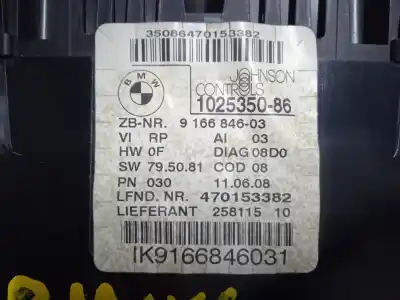 35086470153382
BMW
JOHNSON
CONTROLS
1025350-86
ZB-NR. 9 166 846-03
VI RP AI 03
HW 0F DIAG 08D0
SW 79.50.81 COD 08
PN 030 11.06.08
LFND. NR. 470153382
LIEFERANT 258115 10
IK9166846031